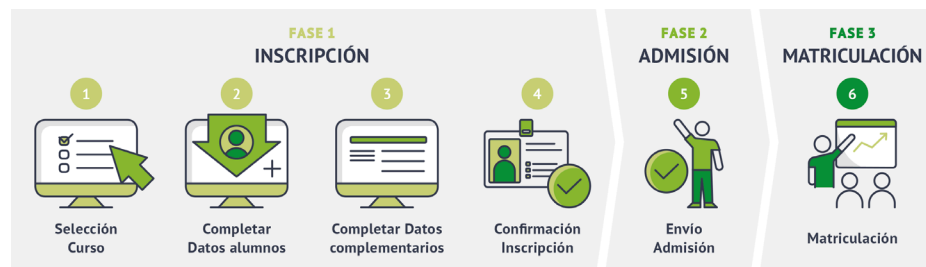 FASE 1
INSCRIPCIÓN
1
Selección
Curso
2
Completar
Datos alumnos
3
Completar Datos
complementarios
4
Confirmación
Inscripción
FASE 2
ADMISIÓN
5
Envío
Admisión
FASE 3
MATRICULACIÓN
6
Matriculación